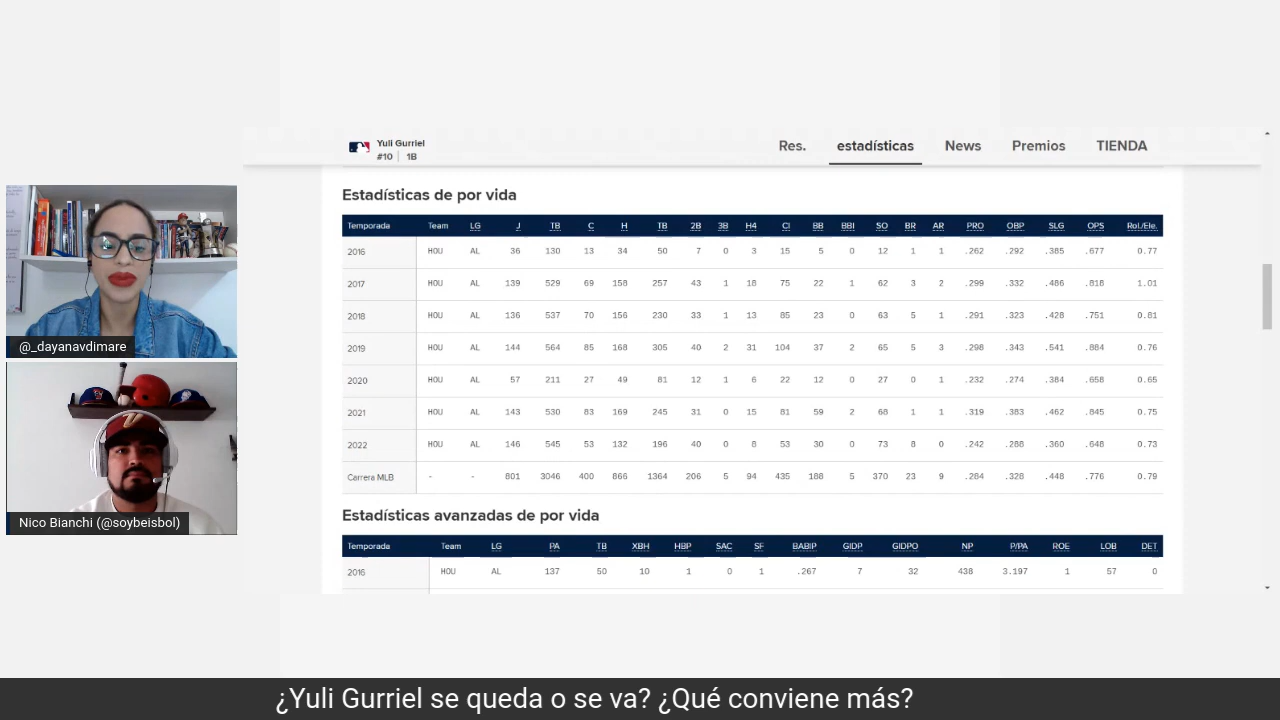 Yuli Gurriel
#10 | 1B
Res. estadísticas News Premios TIENDA
Estadísticas de por vida
Temporada Team LG J TB C H TB 2B 3B H4 CI BB BBI SO BR AR PRO OBP SLG OPS Rol/Ele.
2016 HOU AL 36 130 13 34 50 7 0 3 15 5 0 12 1 1 .262 .292 .385 .677 0.77
2017 HOU AL 139 529 69 158 257 43 1 18 75 22 1 62 3 2 .299 .332 .486 .818 1.01
2018 HOU AL 136 537 70 156 230 33 1 13 85 23 0 63 5 1 .291 .323 .428 .751 0.81
2019 HOU AL 144 564 85 168 305 40 2 31 104 37 2 65 5 3 .298 .343 .541 .884 0.76
2020 HOU AL 57 211 27 49 81 12 1 6 22 12 0 27 0 1 .232 .274 .384 .658 0.65
2021 HOU AL 143 530 83 169 245 31 0 15 81 59 2 68 1 1 .319 .383 .462 .845 0.75
2022 HOU AL 146 545 53 132 196 40 0 8 53 30 0 73 8 0 .242 .288 .360 .648 0.73
Carrera MLB - - 801 3046 400 866 1364 206 5 94 435 188 5 370 23 9 .284 .328 .448 .776 0.79
Estadísticas avanzadas de por vida
Temporada Team LG PA TB XBH HBP SAC SF BABIP GIDP GIDPO NP P/PA ROE LOB DET
2016 HOU AL 137 50 10 1 0 1 .267 7 32 438 3.197 1 57 0
@_dayanavdimare
Nico Bianchi (@soybeisbol)
¿Yuli Gurriel se queda o se va? ¿Qué conviene más?